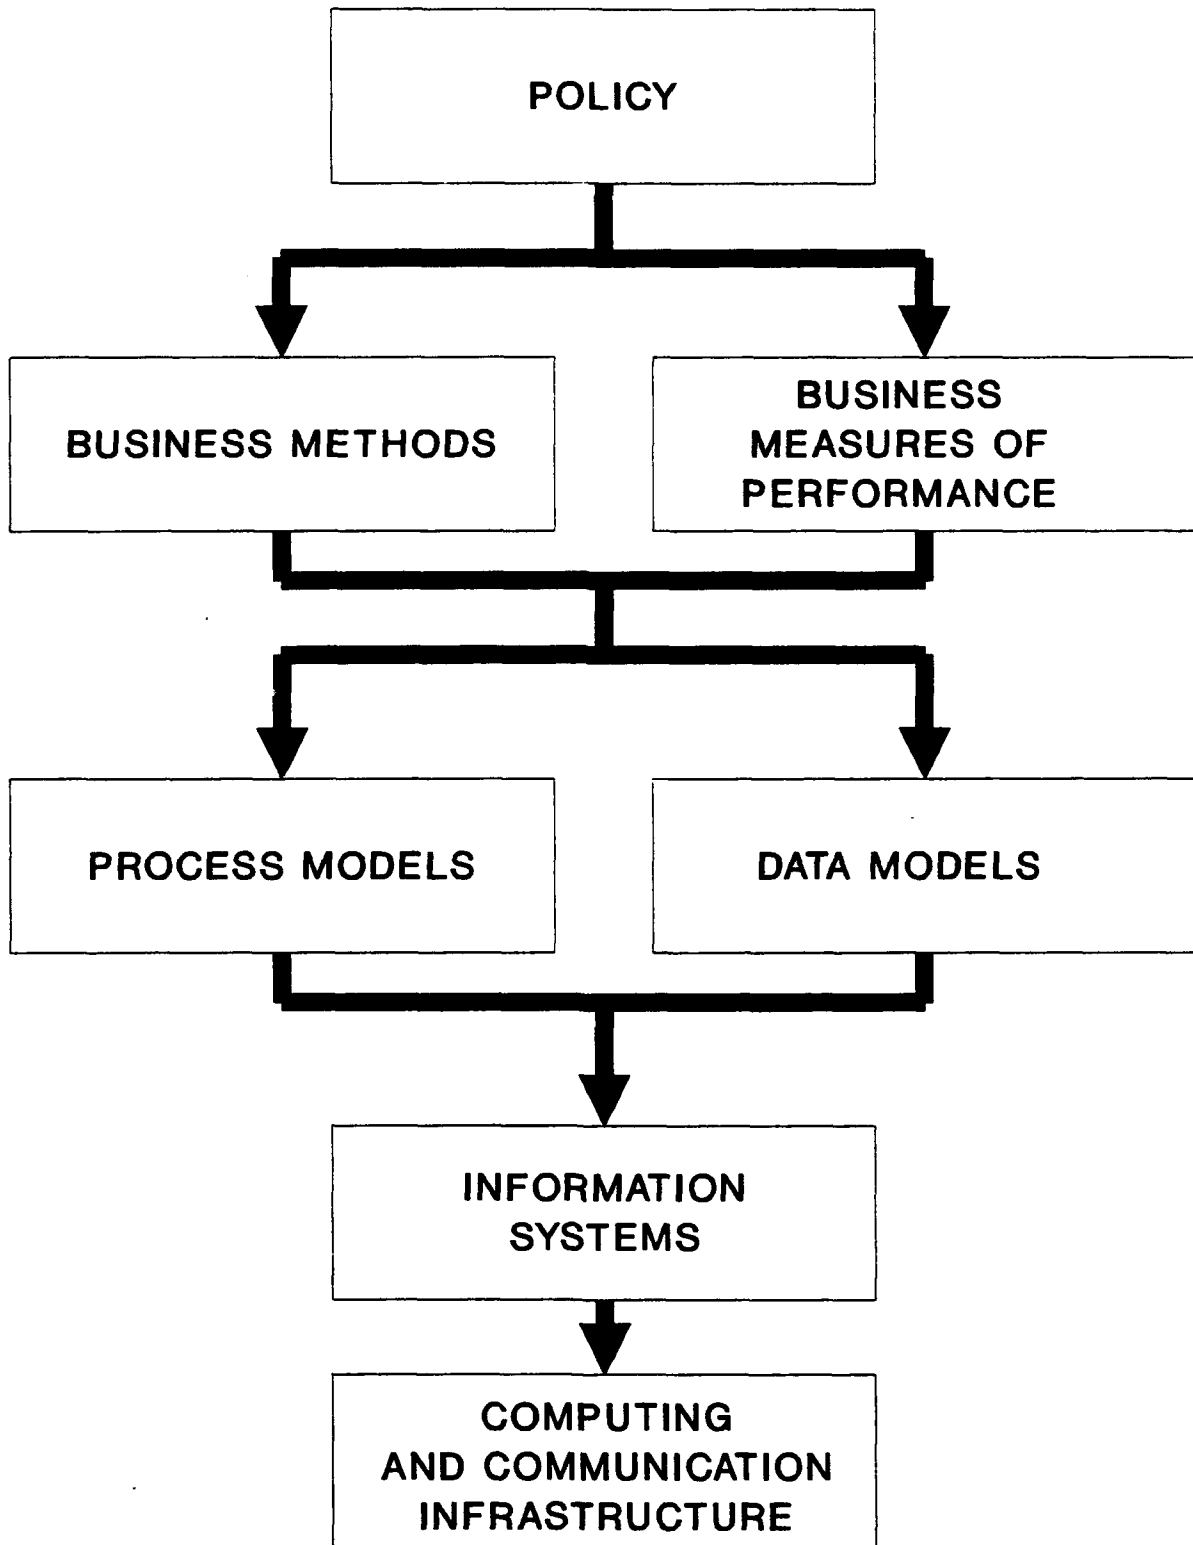 POLICY
BUSINESS METHODS
BUSINESS
MEASURES OF
PERFORMANCE
PROCESS MODELS
DATA MODELS
INFORMATION
SYSTEMS
COMPUTING
AND COMMUNICATION
INFRASTRUCTURE